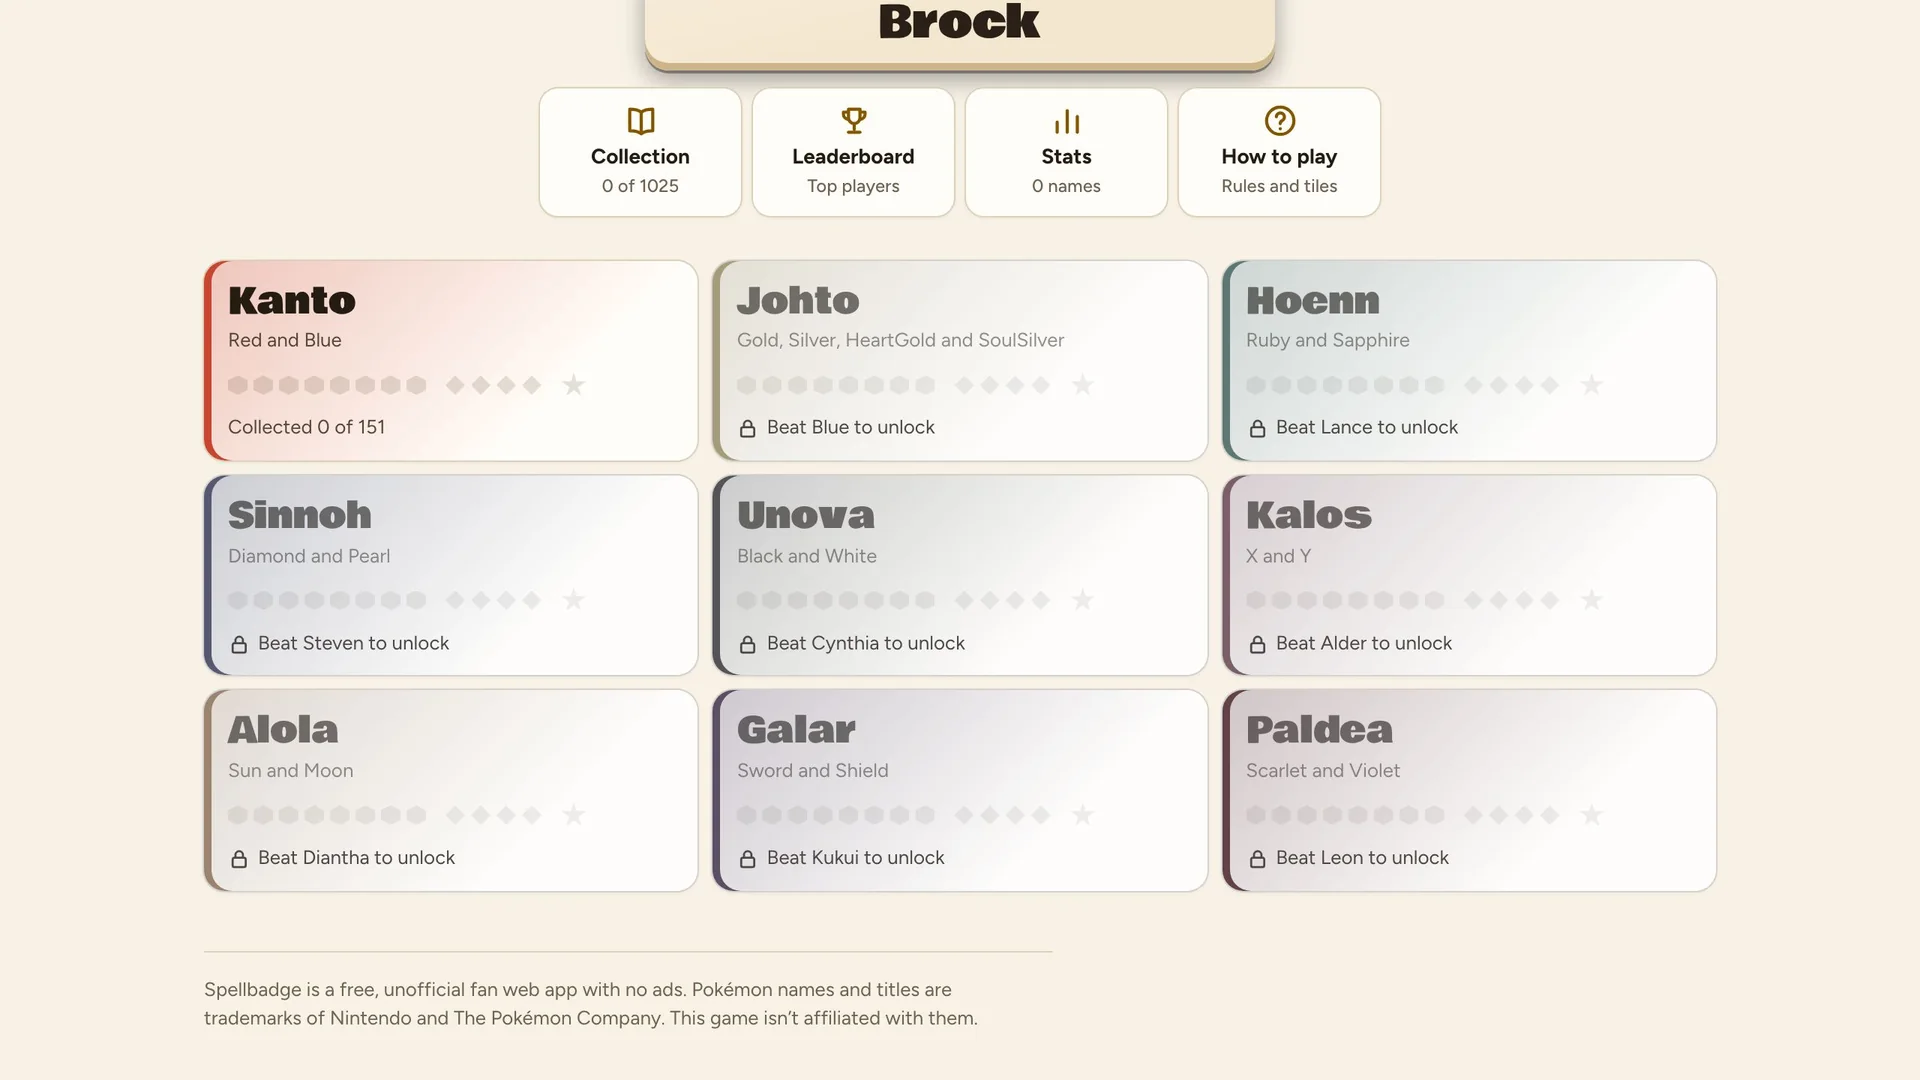 Brock
Collection
0 of 1025
Leaderboard
Top players
Stats
0 names
How to play
Rules and tiles
Kanto
Red and Blue
Collected 0 of 151
Johto
Gold, Silver, HeartGold and SoulSilver
Beat Blue to unlock
Hoenn
Ruby and Sapphire
Beat Lance to unlock
Sinnoh
Diamond and Pearl
Beat Steven to unlock
Unova
Black and White
Beat Cynthia to unlock
Kalos
X and Y
Beat Alder to unlock
Alola
Sun and Moon
Beat Diantha to unlock
Galar
Sword and Shield
Beat Kukui to unlock
Paldea
Scarlet and Violet
Beat Leon to unlock
Spellbadge is a free, unofficial fan web app with no ads. Pokémon names and titles are
trademarks of Nintendo and The Pokémon Company. This game isn’t affiliated with them.